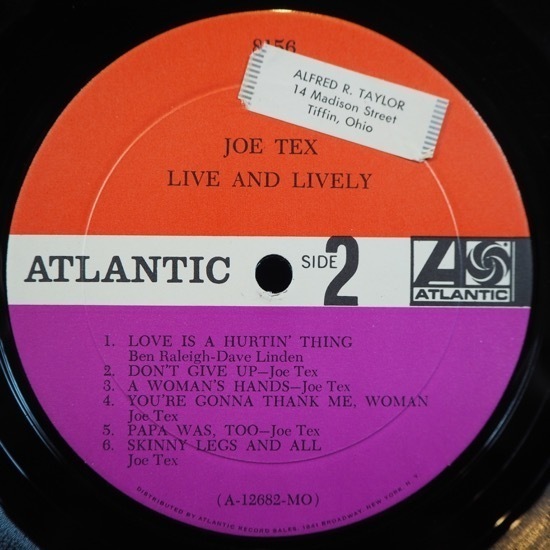 8156
ALFRED R. TAYLOR
14 Madison Street
Tiffin, Ohio
JOE TEX
LIVE AND LIVELY
ATLANTIC
SIDE 2
ATLANTIC
1. LOVE IS A HURTIN' THING
Ben Raleigh-Dave Linden
2. DON'T GIVE UP—Joe Tex
3. A WOMAN'S HANDS—Joe Tex
4. YOU'RE GONNA THANK ME, WOMAN
Joe Tex
5. PAPA WAS, TOO—Joe Tex
6. SKINNY LEGS AND ALL
Joe Tex
(A-12682-MO)
DISTRIBUTED BY ATLANTIC RECORD SALES, 1841 BROADWAY, NEW YORK, N. Y.